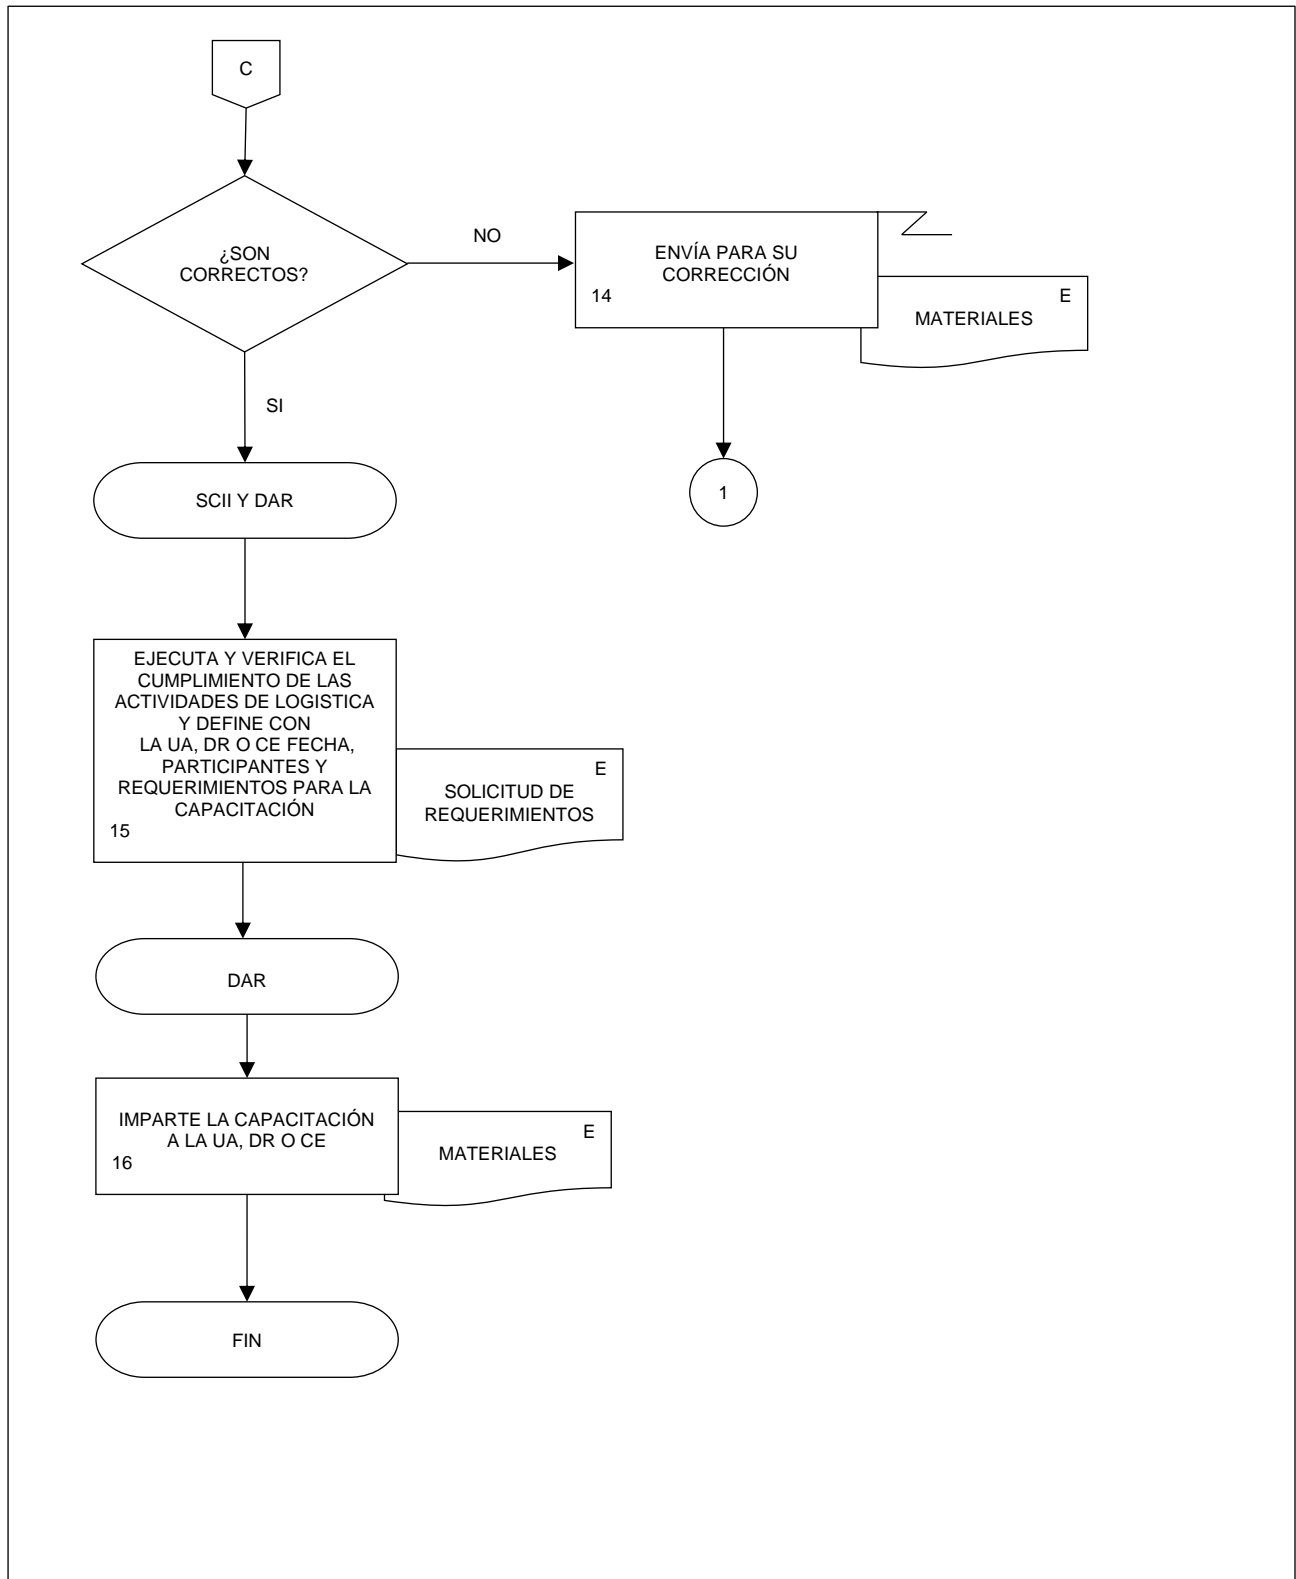 C
¿SON
CORRECTOS?
NO
ENVÍA PARA SU
CORRECCIÓN
14
E
MATERIALES
1
SI
SCII Y DAR
EJECUTA Y VERIFICA EL
CUMPLIMIENTO DE LAS
ACTIVIDADES DE LOGISTICA
Y DEFINE CON
LA UA, DR O CE FECHA,
PARTICIPANTES Y
REQUERIMIENTOS PARA LA
CAPACITACIÓN
15
E
SOLICITUD DE
REQUERIMIENTOS
DAR
IMPARTE LA CAPACITACIÓN
A LA UA, DR O CE
16
E
MATERIALES
FIN